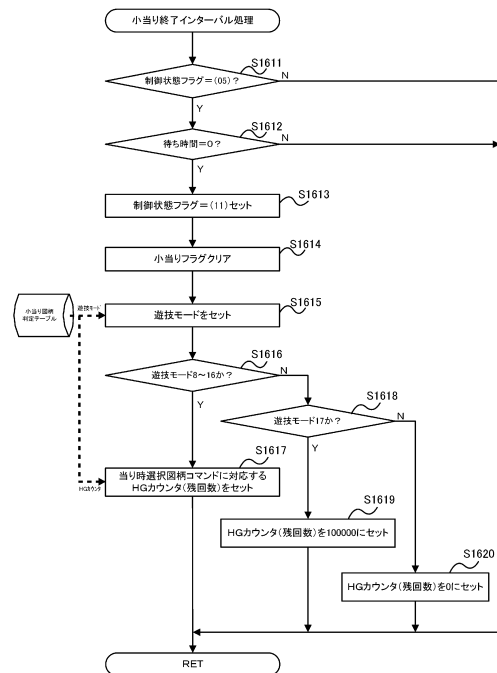 小当り終了インターバル処理
S1611
制御状態フラグ=(05)?
N
Y
S1612
待ち時間=0?
N
Y
S1613
制御状態フラグ=(11)セット
S1614
小当りフラグクリア
小当り図柄
判定テーブル
遊技モード
S1615
遊技モードをセット
S1616
遊技モード8～16か?
N
Y
S1618
遊技モード17か?
N
Y
S1617
当り時選択図柄コマンドに対応する
HGカウンタ(残回数)をセット
HGカウンタ
S1619
HGカウンタ(残回数)を100000にセット
S1620
HGカウンタ(残回数)を0にセット
RET